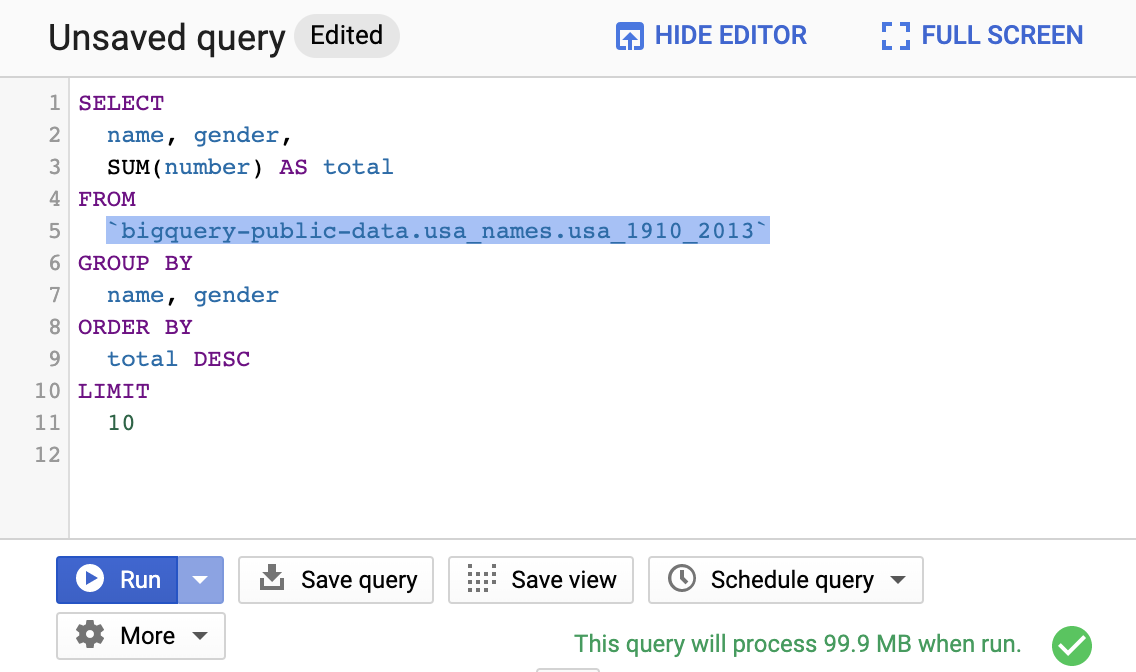 Unsaved query Edited HIDE EDITOR FULL SCREEN
1 SELECT
2 name, gender,
3 SUM(number) AS total
4 FROM
5 `bigquery-public-data.usa_names.usa_1910_2013`
6 GROUP BY
7 name, gender
8 ORDER BY
9 total DESC
10 LIMIT
11 10
12
Run Save query Save view Schedule query
More This query will process 99.9 MB when run.